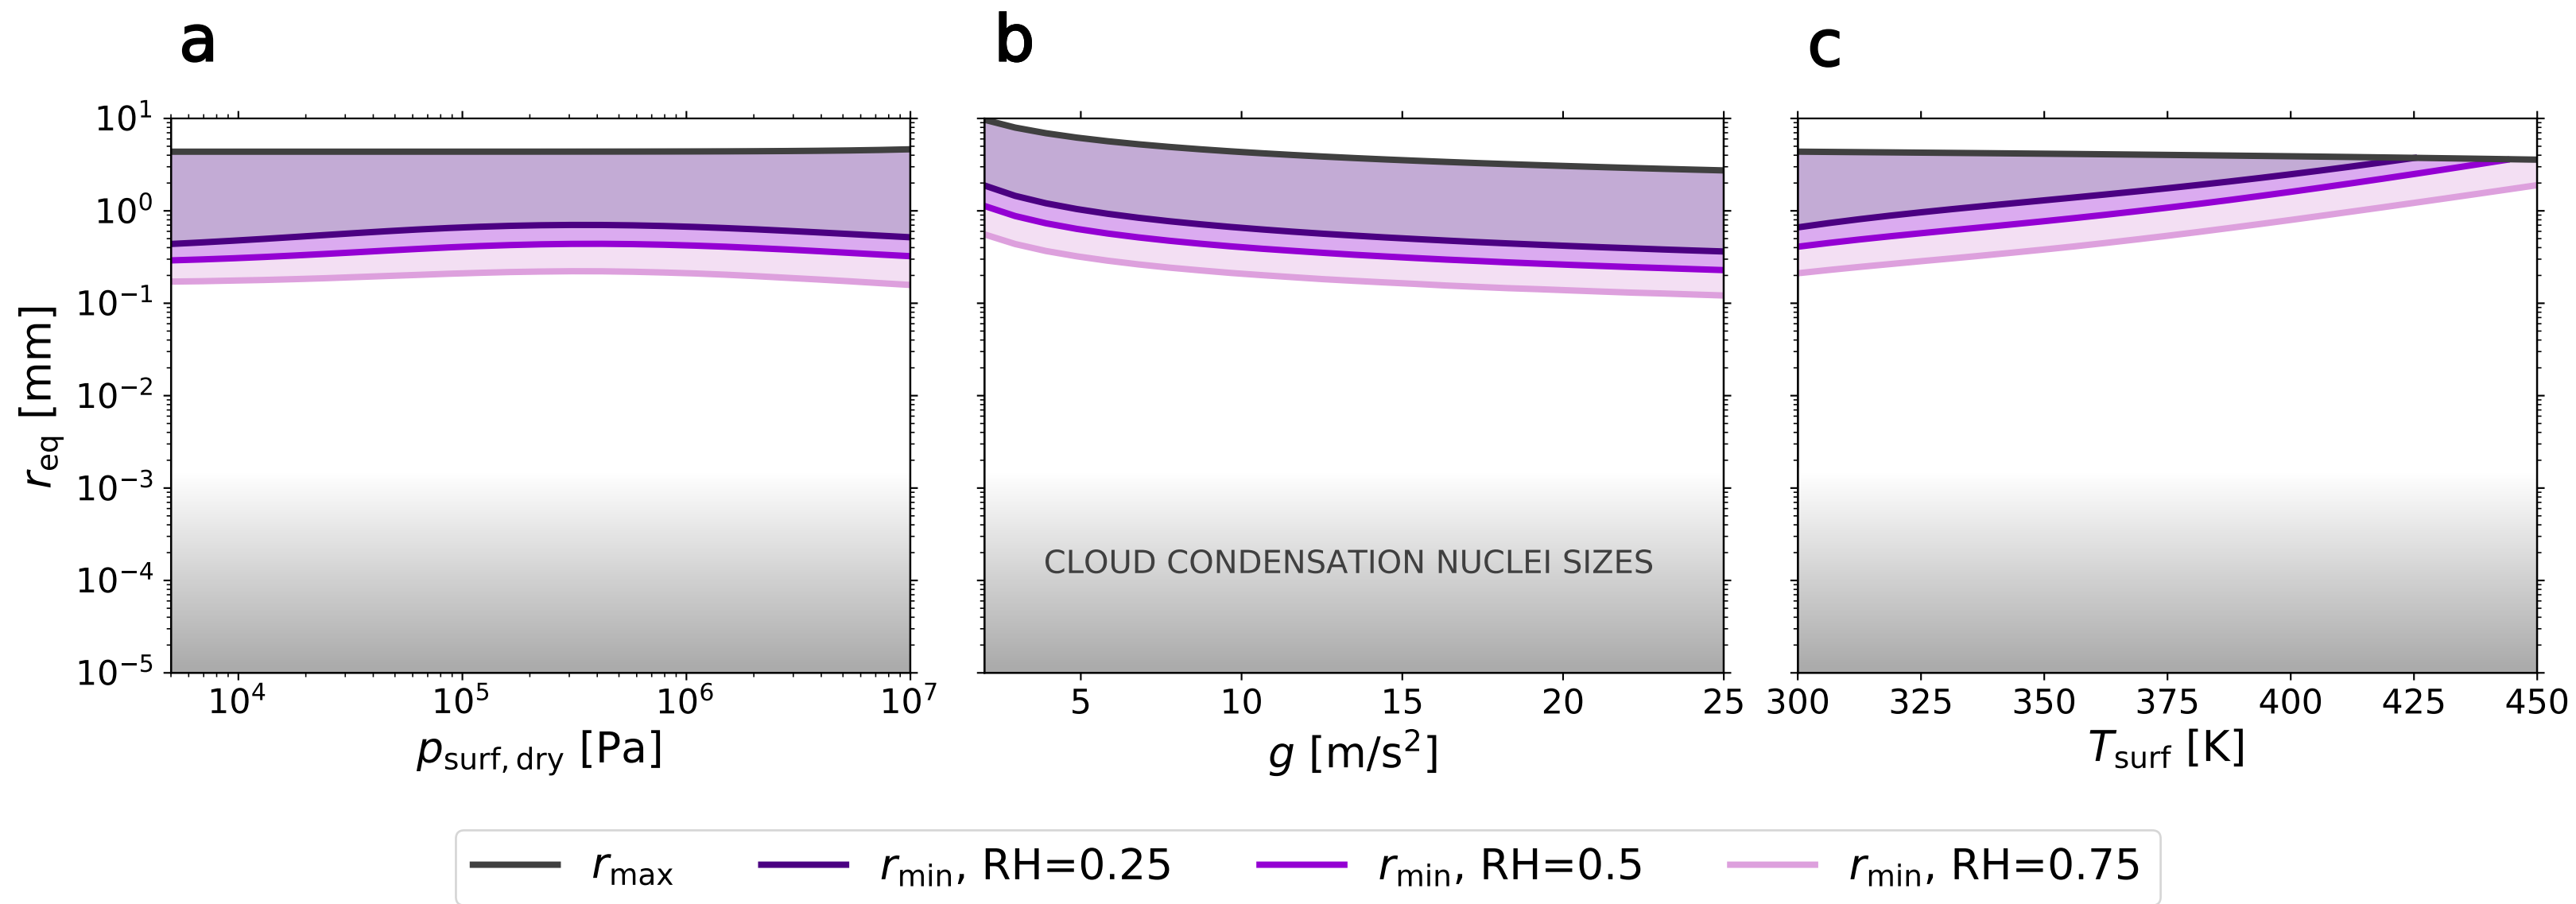 a
b
c
r_eq [mm]
10^1
10^0
10^−1
10^−2
10^−3
10^−4
10^−5
10^4 10^5 10^6 10^7
p_surf, dry [Pa]
CLOUD CONDENSATION NUCLEI SIZES
5 10 15 20 25
g [m/s^2]
300 325 350 375 400 425 450
T_surf [K]
r_max
r_min, RH=0.25
r_min, RH=0.5
r_min, RH=0.75